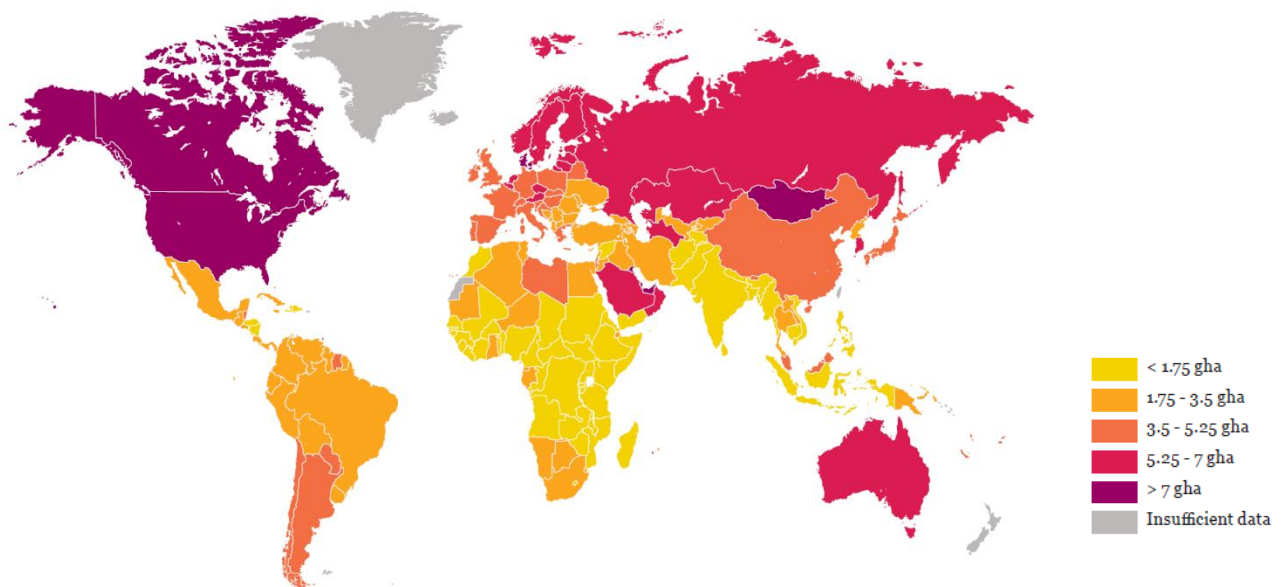 < 1.75 gha
1.75 - 3.5 gha
3.5 - 5.25 gha
5.25 - 7 gha
> 7 gha
Insufficient data